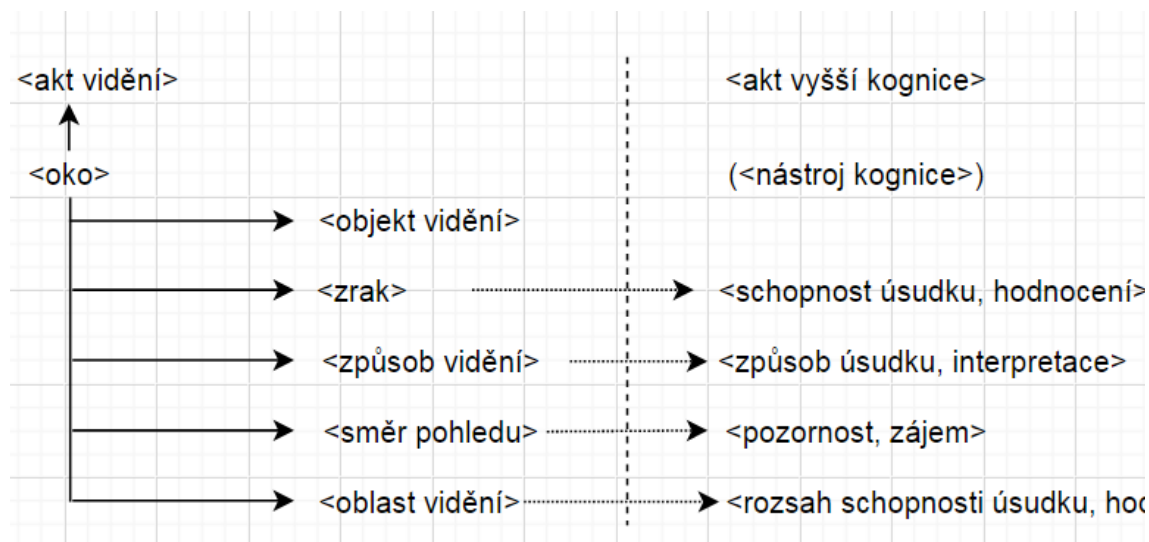 <akt vidění> <akt vyšší kognice>
<oko> (<nástroj kognice>)
<objekt vidění>
<zrak> <schopnost úsudku, hodnocení>
<způsob vidění> <způsob úsudku, interpretace>
<směr pohledu> <pozornost, zájem>
<oblast vidění> <rozsah schopnosti úsudku,